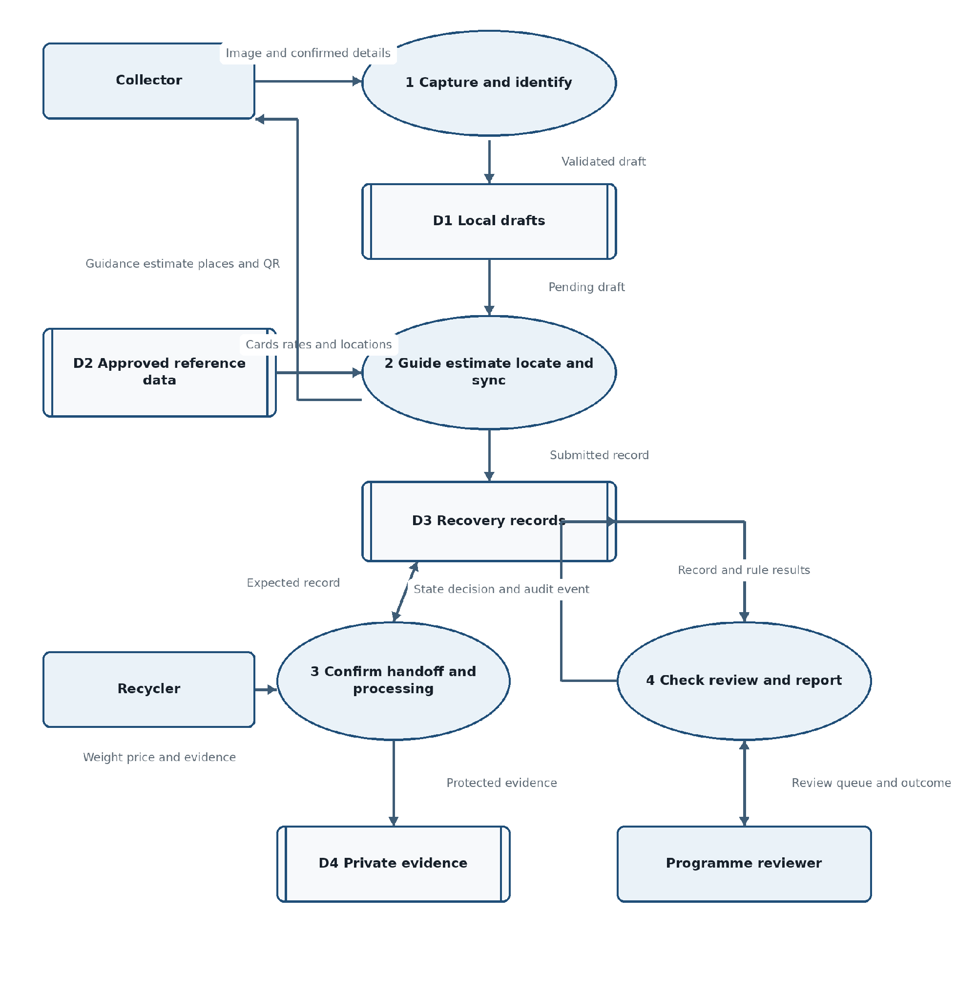 Image and confirmed details
Collector
1 Capture and identify
Validated draft
D1 Local drafts
Guidance estimate places and QR
Pending draft
Cards rates and locations
D2 Approved reference
data
2 Guide estimate locate and
sync
Submitted record
D3 Recovery records
Record and rule results
Expected record
State decision and audit event
3 Confirm handoff and
processing
4 Check review and report
Recycler
Weight price and evidence
Protected evidence
Review queue and outcome
D4 Private evidence
Programme reviewer